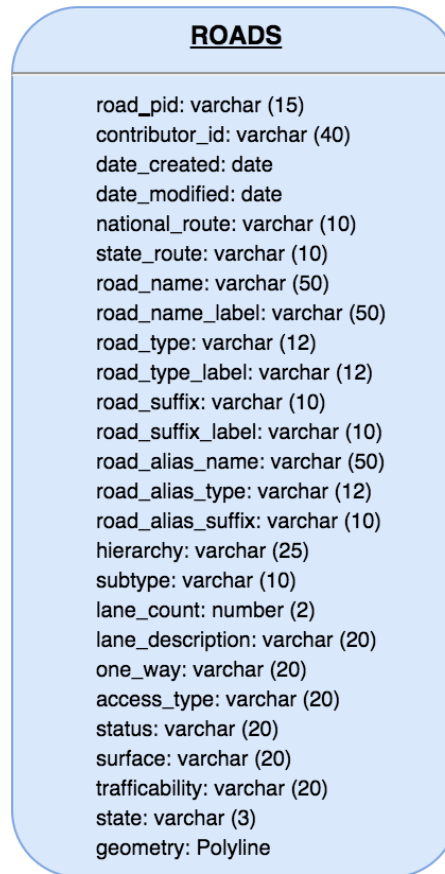 ROADS
road_pid: varchar (15)
contributor_id: varchar (40)
date_created: date
date_modified: date
national_route: varchar (10)
state_route: varchar (10)
road_name: varchar (50)
road_name_label: varchar (50)
road_type: varchar (12)
road_type_label: varchar (12)
road_suffix: varchar (10)
road_suffix_label: varchar (10)
road_alias_name: varchar (50)
road_alias_type: varchar (12)
road_alias_suffix: varchar (10)
hierarchy: varchar (25)
subtype: varchar (10)
lane_count: number (2)
lane_description: varchar (20)
one_way: varchar (20)
access_type: varchar (20)
status: varchar (20)
surface: varchar (20)
trafficability: varchar (20)
state: varchar (3)
geometry: Polyline